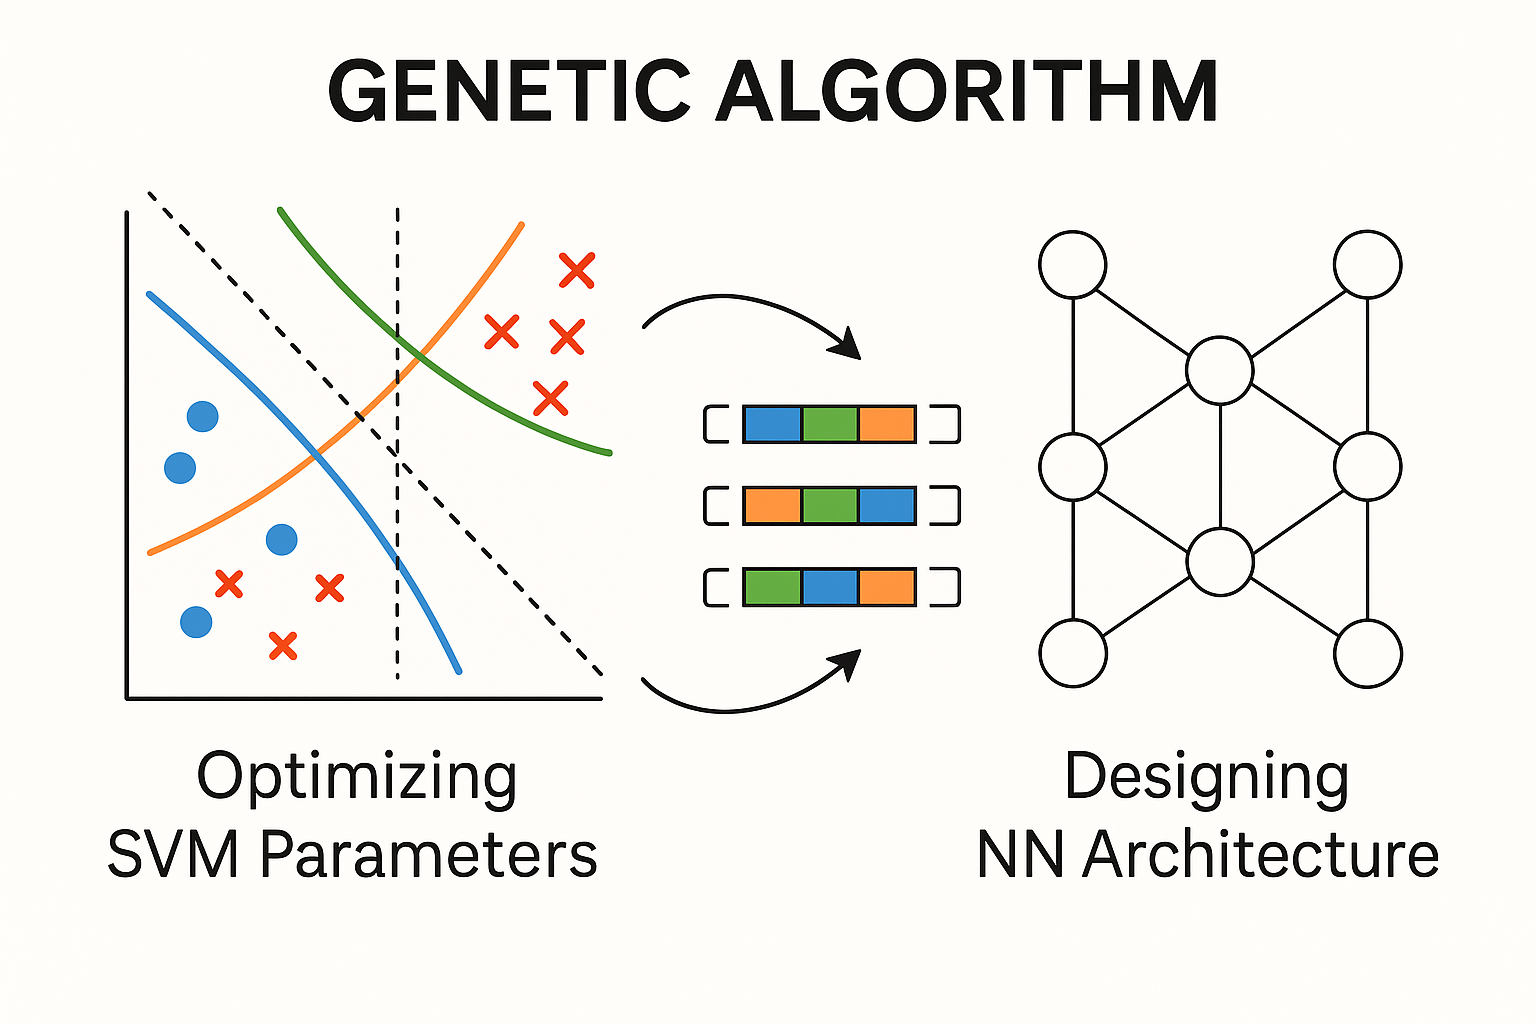 GENETIC ALGORITHM
Optimizing
SVM Parameters
Designing
NN Architecture